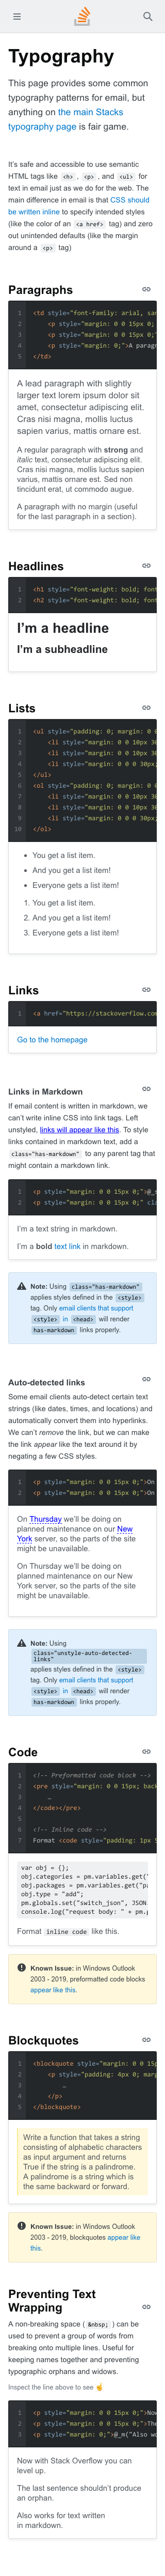 Typography
This page provides some common
typography patterns for email, but
anything on the main Stacks
typography page is fair game.
It's safe and accessible to use semantic
HTML tags like <h>, <p>, and <ul> for
text in email just as we do for the web. The
main difference in email is that CSS should
be written inline to specify intended styles
(like the color of an <a href> tag) and zero
out unintended defaults (like the margin
around a <p> tag)
Paragraphs
1 <td style="font-family: arial, sar
2 <p style="margin: 0 0 15px 0;
3 <p style="margin: 0 0 15px 0;"
4 <p style="margin: 0;">A paragr
5 </td>
A lead paragraph with slightly
larger text lorem ipsum dolor sit
amet, consectetur adipiscing elit.
Cras nisi magna, mollis luctus
sapien varius, mattis ornare est.
A regular paragraph with strong and
italic text, consectetur adipiscing elit.
Cras nisi magna, mollis luctus sapien
varius, mattis ornare est. Sed non
tincidunt erat, ut commodo augue.
A paragraph with no margin (useful
for the last paragraph in a section).
Headlines
1 <h1 style="font-weight: bold; font
2 <h2 style="font-weight: bold; font
I'm a headline
I'm a subheadline
Lists
1 <ul style="padding: 0; margin: 0 0
2 <li style="margin: 0 0 10px 30
3 <li style="margin: 0 0 10px 30
4 <li style="margin: 0 0 0 30px;
5 </ul>
6 <ol style="padding: 0; margin: 0 0
7 <li style="margin: 0 0 10px 30
8 <li style="margin: 0 0 10px 30
9 <li style="margin: 0 0 0 30px;
10 </ol>
• You get a list item.
• And you get a list item!
• Everyone gets a list item!
1. You get a list item.
2. And you get a list item!
3. Everyone gets a list item!
Links
1 <a href="https://stackoverflow.com
Go to the homepage
Links in Markdown
If email content is written in markdown, we
can't write inline CSS into link tags. Left
unstyled, links will appear like this. To style
links contained in markdown text, add a
class="has-markdown" to any parent tag that
might contain a markdown link.
1 <p style="margin: 0 0 15px 0;">@_s
2 <p style="margin: 0 0 15px 0;" cla
I'm a text string in markdown.
I'm a bold text link in markdown.
Note: Using class="has-markdown"
applies styles defined in the <style>
tag. Only email clients that support
<style> in <head> will render
has-markdown links properly.
Auto-detected links
Some email clients auto-detect certain text
strings (like dates, times, and locations) and
automatically convert them into hyperlinks.
We can't remove the link, but we can make
the link appear like the text around it by
negating a few CSS styles.
1 <p style="margin: 0 0 15px 0;">On
2 <p style="margin: 0 0 15px 0;">On
On Thursday we'll be doing on
planned maintenance on our New
York server, so the parts of the site
might be unavailable.
On Thursday we'll be doing on
planned maintenance on our New
York server, so the parts of the site
might be unavailable.
Note: Using
class="unstyle-auto-detected-
links"
applies styles defined in the <style>
tag. Only email clients that support
<style> in <head> will render
has-markdown links properly.
Code
1 <!-- Preformatted code block -->
2 <pre style="margin: 0 0 15px; back
3 …
4 </code></pre>
5
6 <!-- Inline code -->
7 Format <code style="padding: 1px 5
var obj = {};
obj.categories = pm.variables.get("
obj.packages = pm.variables.get("pa
obj.type = "add";
pm.globals.set("switch_json", JSON.
console.log("request body: " + pm.g
Format inline code like this.
Known Issue: in Windows Outlook
2003 - 2019, preformatted code blocks
appear like this.
Blockquotes
1 <blockquote style="margin: 0 0 15p
2 <p style="padding: 4px 0; marg
3 …
4 </p>
5 </blockquote>
Write a function that takes a string
consisting of alphabetic characters
as input argument and returns
True if the string is a palindrome.
A palindrome is a string which is
the same backward or forward.
Known Issue: in Windows Outlook
2003 - 2019, blockquotes appear like
this.
Preventing Text
Wrapping
A non-breaking space ( &nbsp; ) can be
used to prevent a group of words from
breaking onto multiple lines. Useful for
keeping names together and preventing
typographic orphans and widows.
Inspect the line above to see ☝
1 <p style="margin: 0 0 15px 0;">Now
2 <p style="margin: 0 0 15px 0;">The
3 <p style="margin: 0;">@_m("Also wo
Now with Stack Overflow you can
level up.
The last sentence shouldn't produce
an orphan.
Also works for text written
in markdown.